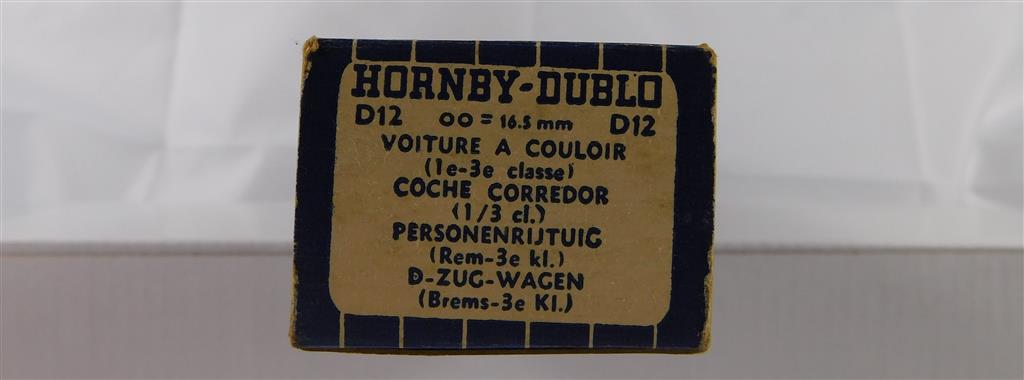 HORNBY-DUBLO
D12 OO = 16.5 mm D12
VOITURE A COULOIR
(1e-3e classe)
COCHE CORREDOR
(1/3 cl.)
PERSONENRIJTUIG
(Rem-3e kl.)
D-ZUG-WAGEN
(Brems-3e Kl.)